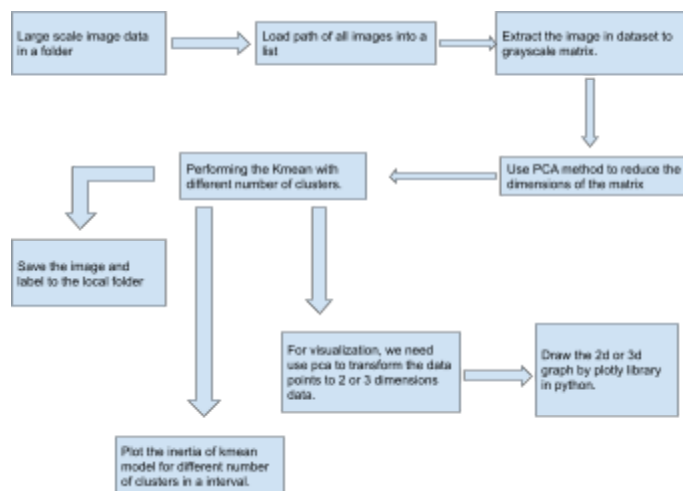 Large scale image data
in a folder
Load path of all images into a
list
Extract the image in dataset to
grayscale matrix.
Use PCA method to reduce the
dimensions of the matrix
Performing the Kmean with
different number of clusters.
Save the image and
label to the local folder
For visualization, we need
use pca to transform the data
points to 2 or 3 dimensions
data.
Draw the 2d or 3d
graph by plotly library
in python.
Plot the inertia of kmean
model for different number
of clusters in a interval.